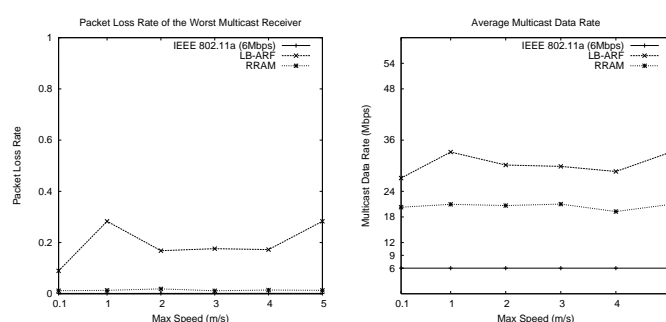 Packet Loss Rate of the Worst Multicast Receiver
IEEE 802.11a (6Mbps)
LB-ARF
RRAM
1
0.8
0.6
0.4
0.2
0
Packet Loss Rate
0.1 1 2 3 4 5
Max Speed (m/s)
Average Multicast Data Rate
IEEE 802.11a (6Mbps)
LB-ARF
RRAM
54
48
36
24
18
12
9
6
Multicast Data Rate (Mbps)
0.1 1 2 3 4
Max Speed (m/s)